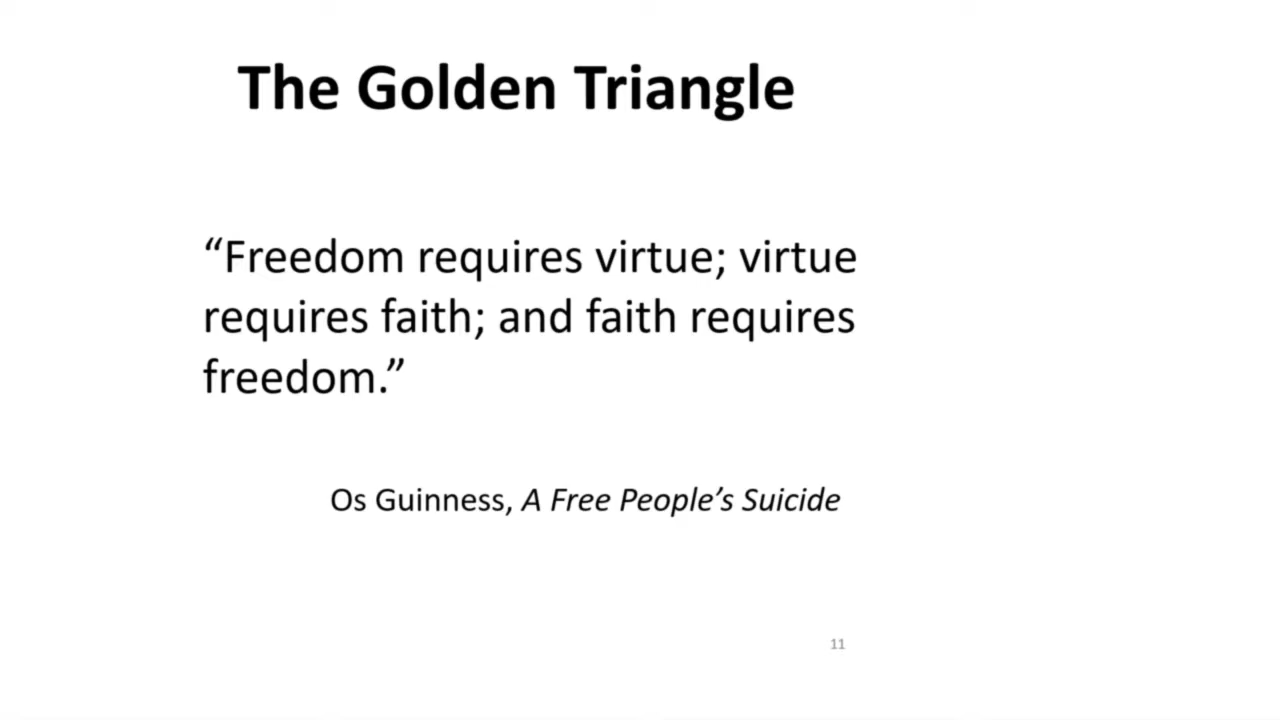 The Golden Triangle
“Freedom requires virtue; virtue
requires faith; and faith requires
freedom.”
Os Guinness, A Free People’s Suicide
11